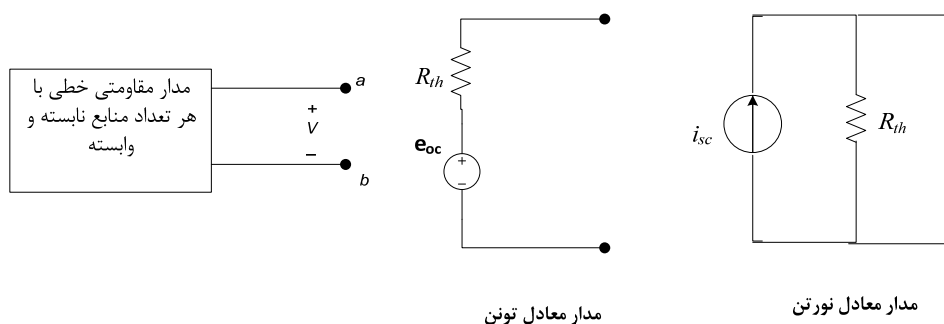 مدار مقاومتی خطی با
هر تعداد منابع نابسته و
وابسته
a
+
V
−
b
R_th
e_oc
+
-
مدار معادل تونن
i_sc
R_th
مدار معادل نورتن